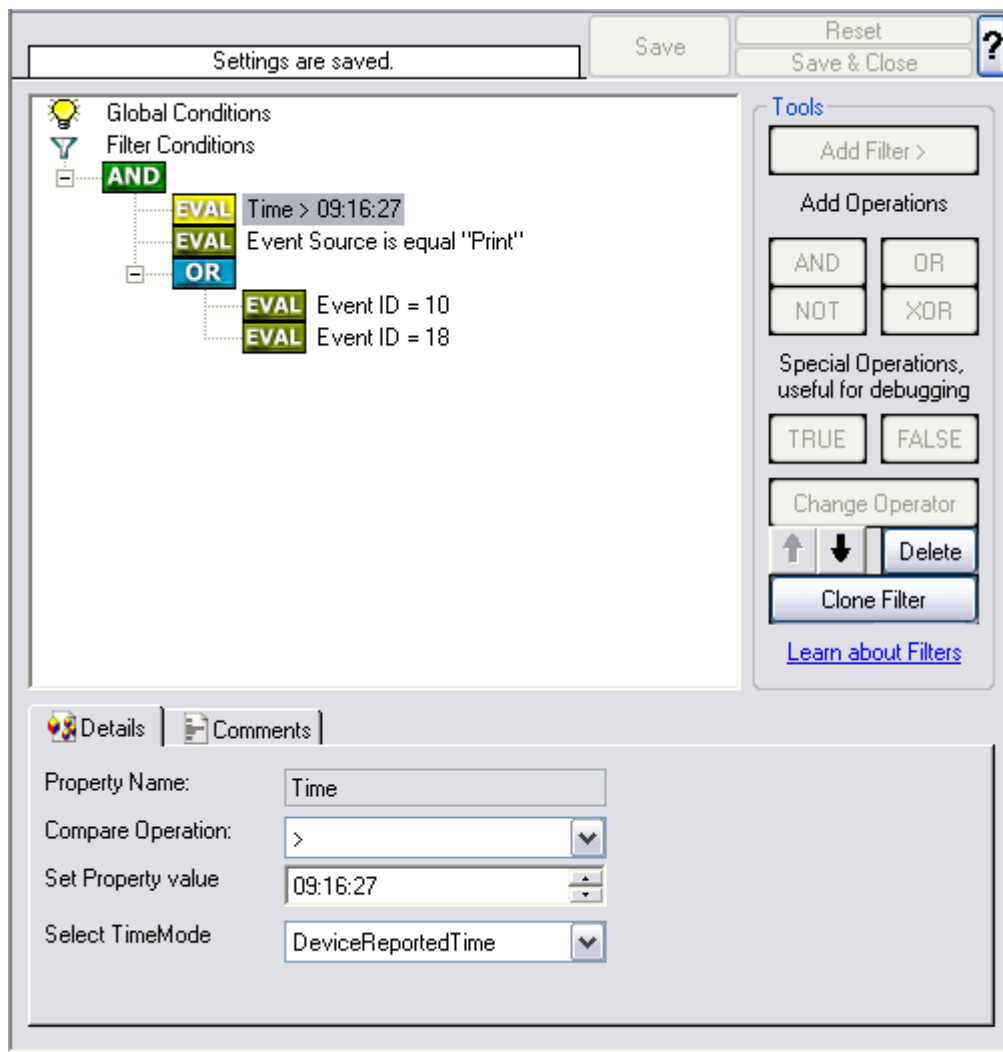 Settings are saved.
Save
Reset
Save & Close
?
Global Conditions
Filter Conditions
AND
EVAL Time > 09:16:27
EVAL Event Source is equal "Print"
OR
EVAL Event ID = 10
EVAL Event ID = 18
Tools
Add Filter >
Add Operations
AND OR
NOT XOR
Special Operations,
useful for debugging
TRUE FALSE
Change Operator
Delete
Clone Filter
Learn about Filters
Details Comments
Property Name: Time
Compare Operation: >
Set Property value 09:16:27
Select TimeMode DeviceReportedTime